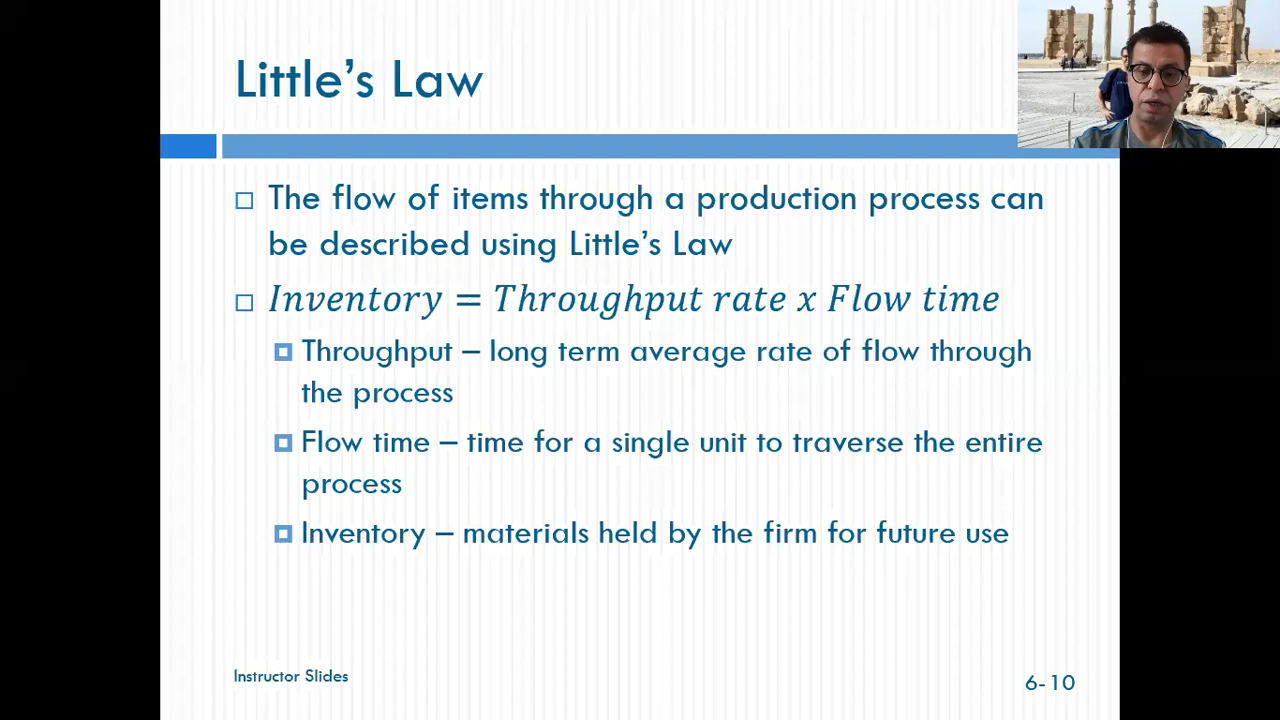 Little’s Law
The flow of items through a production process can
be described using Little’s Law
Inventory = Throughput rate x Flow time
Throughput – long term average rate of flow through
the process
Flow time – time for a single unit to traverse the entire
process
Inventory – materials held by the firm for future use
Instructor Slides
6-10